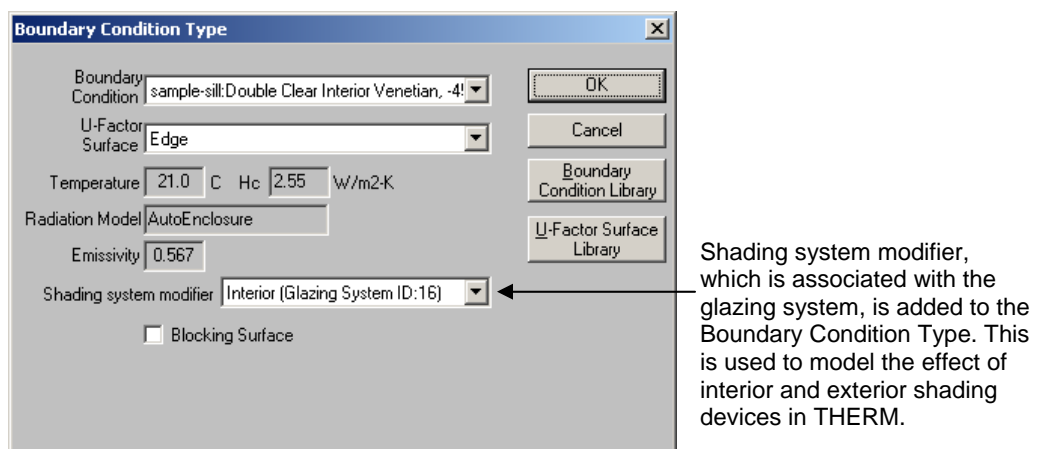 Boundary Condition Type
Boundary
Condition
sample-sill:Double Clear Interior Venetian, -4
OK
U-Factor
Surface
Edge
Cancel
Temperature 21.0 C Hc 2.55 W/m2-K
Boundary
Condition Library
Radiation Model AutoEnclosure
U-Factor Surface
Library
Emissivity 0.567
Shading system modifier Interior (Glazing System ID:16)
Blocking Surface
Shading system modifier,
which is associated with the
glazing system, is added to the
Boundary Condition Type. This
is used to model the effect of
interior and exterior shading
devices in THERM.